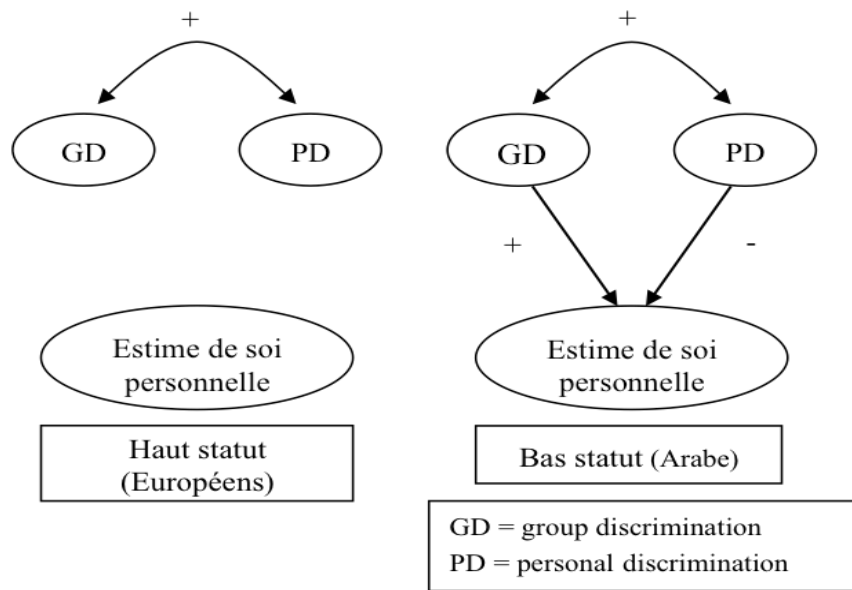 +
GD
PD
Estime de soi
personnelle
Haut statut
(Européens)
+
GD
PD
+
-
Estime de soi
personnelle
Bas statut (Arabe)
GD = group discrimination
PD = personal discrimination